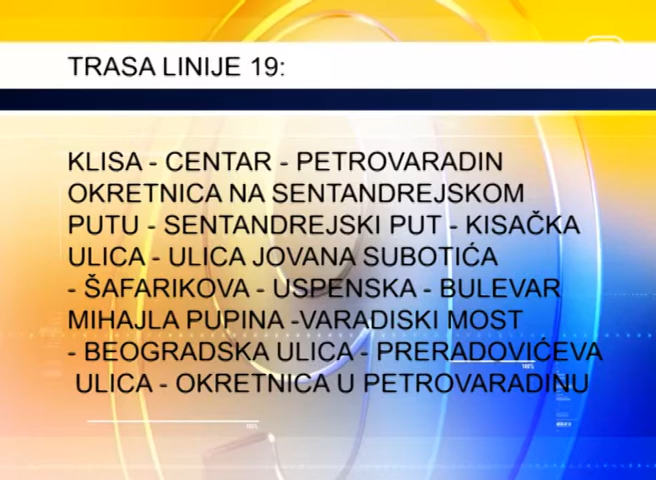 TRASA LINIJE 19:
KLISA - CENTAR - PETROVARADIN
OKRETNICA NA SENTANDREJSKOM
PUTU - SENTANDREJSKI PUT - KISAČKA
ULICA - ULICA JOVANA SUBOTIĆA
- ŠAFARIKOVA - USPENSKA - BULEVAR
MIHAJLA PUPINA -VARADISKI MOST
- BEOGRADSKA ULICA - PRERADOVIĆEVA
ULICA - OKRETNICA U PETROVARADINU